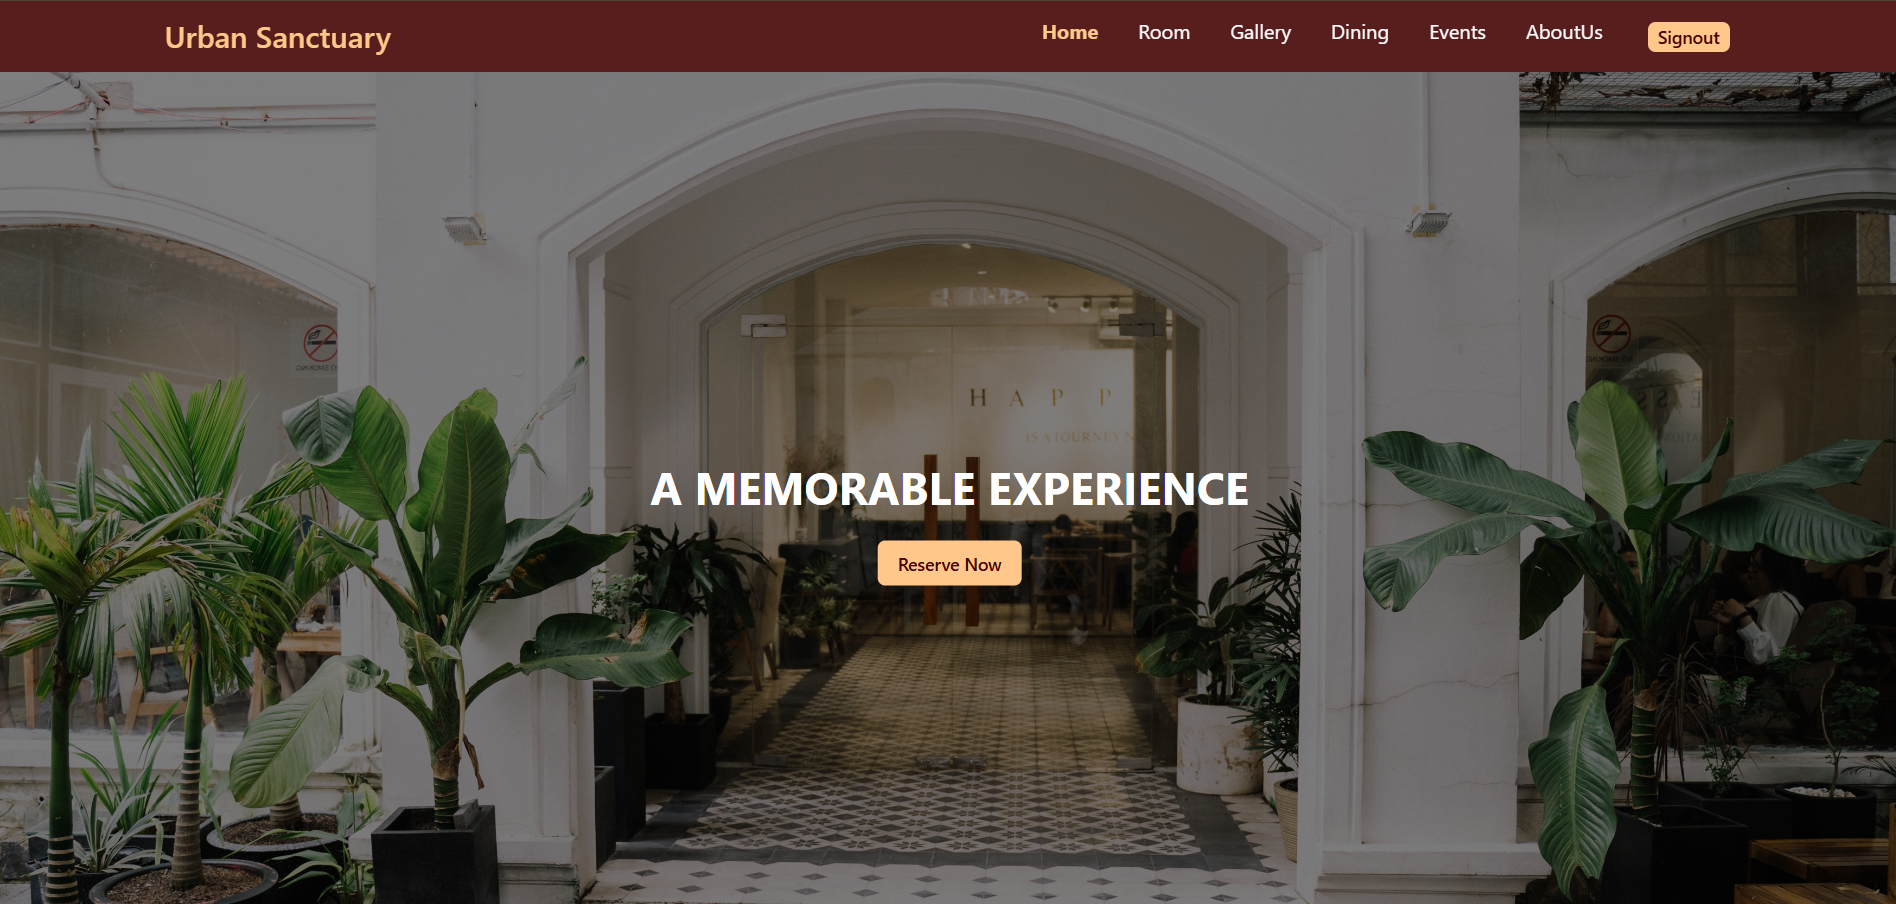 Urban Sanctuary
Home Room Gallery Dining Events AboutUs Signout
H A P P
IS A JOURNEY N
A MEMORABLE EXPERIENCE
Reserve Now